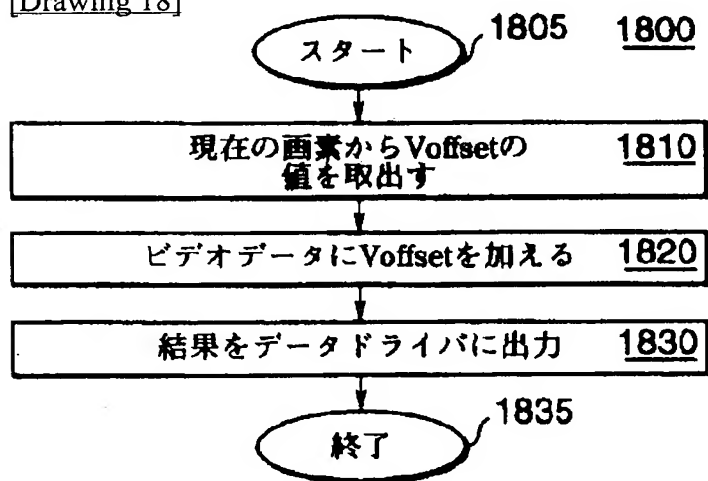 [Drawing 18]
スタート 1805 1800
現在の画素からVoffsetの 1810
値を取出す
ビデオデータにVoffsetを加える 1820
結果をデータドライバに出力 1830
終了 1835